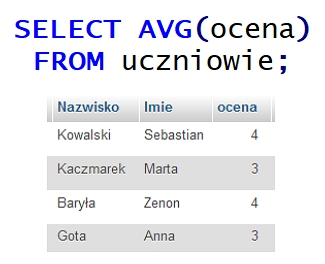 SELECT AVG(ocena)
FROM uczniowie;
Nazwisko Imie ocena
Kowalski Sebastian 4
Kaczmarek Marta 3
Baryła Zenon 4
Gota Anna 3